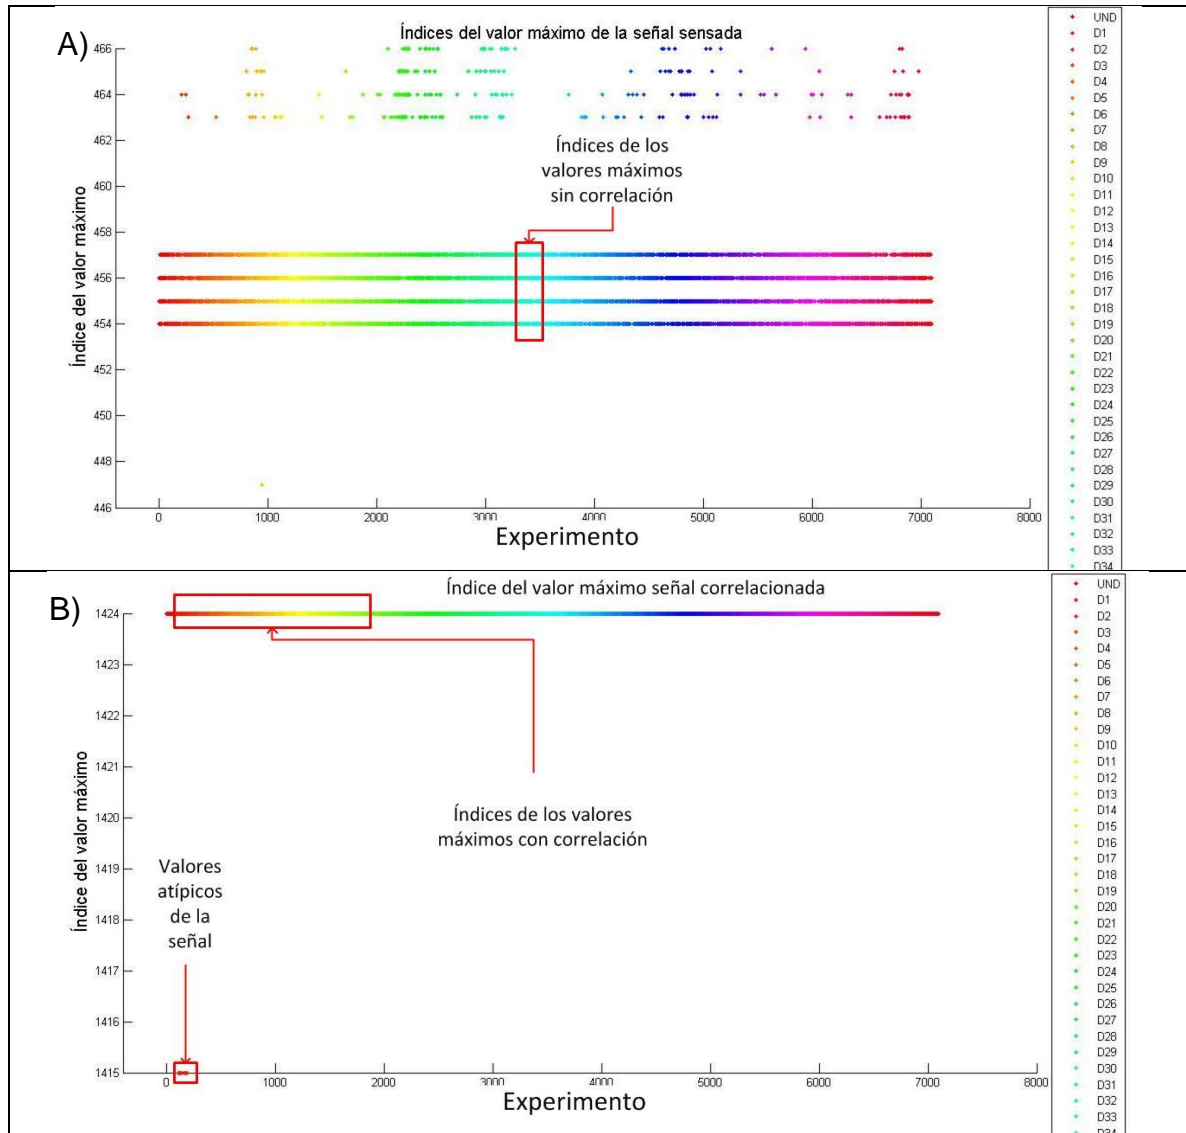 A)
Índices del valor máximo de la señal sensada
466
464
462
460
458
456
454
452
450
448
446
Índice del valor máximo
Índices de los
valores máximos
sin correlación
0 1000 2000 3000 4000 5000 6000 7000 8000
Experimento
UND
D1
D2
D3
D4
D5
D6
D7
D8
D9
D10
D11
D12
D13
D14
D15
D16
D17
D18
D19
D20
D21
D22
D23
D24
D25
D26
D27
D28
D29
D30
D31
D32
D33
D34
B)
Índice del valor máximo señal correlacionada
1424
1423
1422
1421
1420
1419
1418
1417
1416
1415
Índice del valor máximo
Índices de los valores
máximos con correlación
Valores
atípicos
de la
señal
0 1000 2000 3000 4000 5000 6000 7000 8000
Experimento
UND
D1
D2
D3
D4
D5
D6
D7
D8
D9
D10
D11
D12
D13
D14
D15
D16
D17
D18
D19
D20
D21
D22
D23
D24
D25
D26
D27
D28
D29
D30
D31
D32
D33
D34